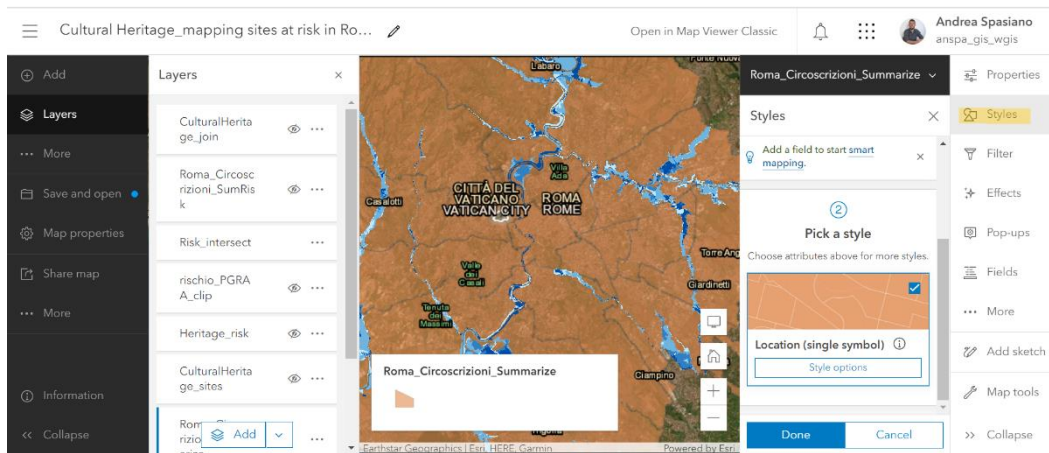 Cultural Heritage_mapping sites at risk in Ro...
Open in Map Viewer Classic
Andrea Spasiano
anspa_gis_wgis
Add
Layers
More
Save and open
Map properties
Share map
More
Information
Collapse
Layers
CulturalHerita
ge_join
Roma_Circosc
rizioni_SumRis
k
Risk_intersect
rischio_PGRA
A_clip
Heritage_risk
CulturalHerita
ge_sites
Add
Labaro
Villa
Ada
CITTÀ DEL
VATICANO
VATICAN CITY
ROMA
ROME
Casalotti
Valle
dei
Casali
Tenuta
dei
Massimi
Gardinetti
Ciampino
Roma_Circoscrizioni_Summarize
Earthstar Geographics | Esri, HERE, Garmin
Powered by Esri
Roma_Circoscrizioni_Summarize
Styles
Add a field to start smart
mapping.
2
Pick a style
Choose attributes above for more styles.
Location (single symbol)
Style options
Done
Cancel
Properties
Styles
Filter
Effects
Pop-ups
Fields
More
Add sketch
Map tools
Collapse